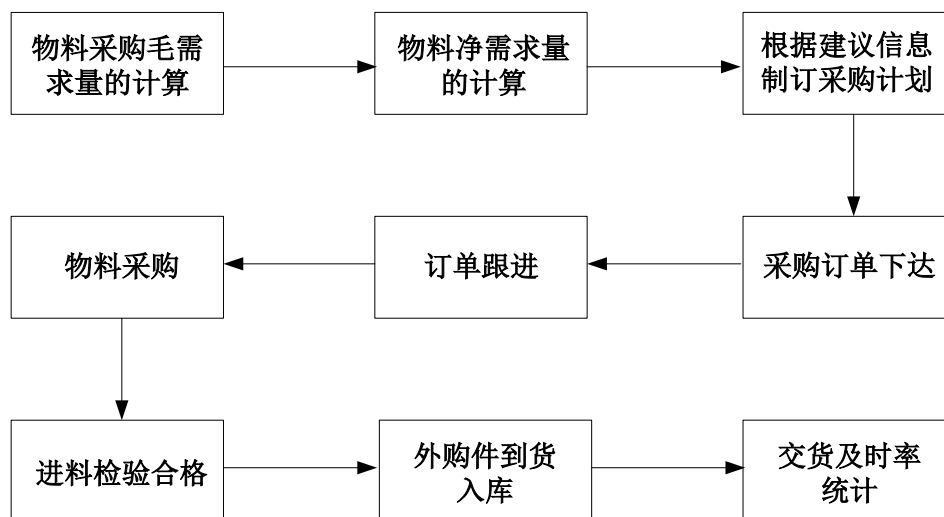 物料采购毛需
求量的计算
物料净需求量
的计算
根据建议信息
制订采购计划
采购订单下达
订单跟进
物料采购
进料检验合格
外购件到货
入库
交货及时率
统计